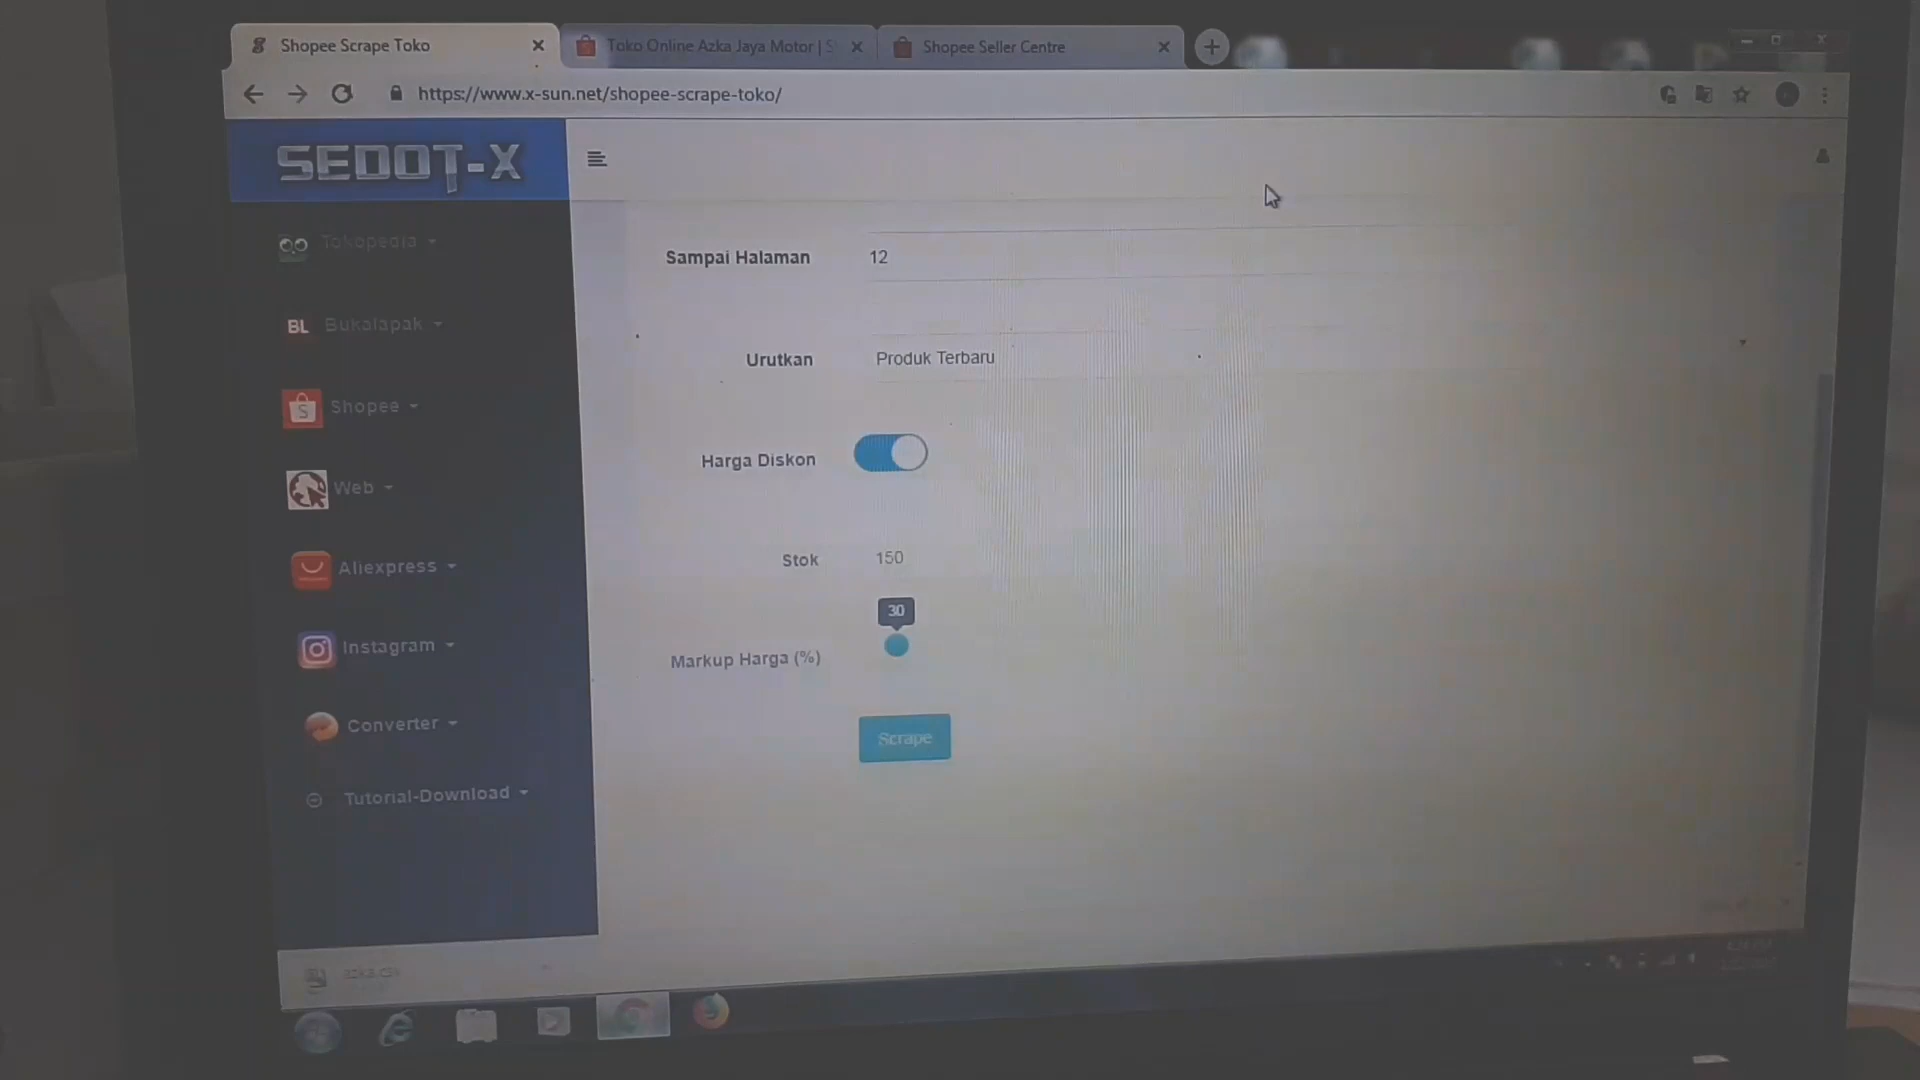 Shopee Scrape Toko
Toko Online Azka Jaya Motor | S
Shopee Seller Centre
https://www.x-sun.net/shopee-scrape-toko/
SEDOT-X
Tokopedia
Sampai Halaman 12
BL Bukalapak
Urutkan Produk Terbaru
Shopee
Harga Diskon
Web
Stok 150
Aliexpress
30
Instagram
Markup Harga (%)
Converter
Scrape
Tutorial-Download
azka.csv